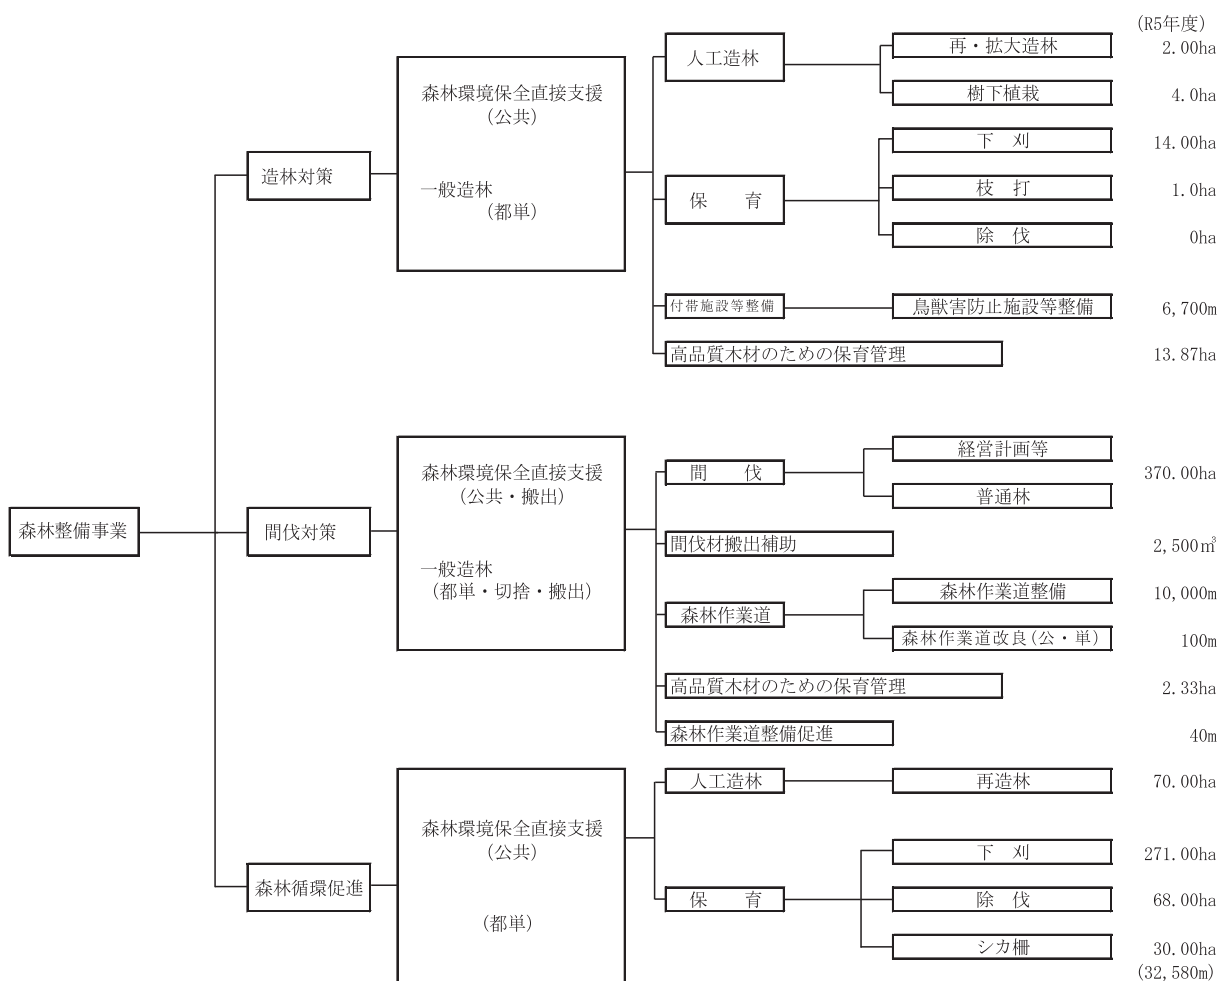 (R5年度)
人工造林
再・拡大造林
2.00ha
森林環境保全直接支援
(公共)
樹下植栽
4.0ha
下 刈
14.00ha
造林対策
一般造林
(都単)
保 育
枝 打
1.0ha
除 伐
0ha
付帯施設等整備
鳥獣害防止施設等整備
6,700m
高品質木材のための保育管理
13.87ha
森林環境保全直接支援
(公共・搬出)
間 伐
経営計画等
370.00ha
普通林
森林整備事業
間伐対策
間伐材搬出補助
2,500㎥
一般造林
(都単・切捨・搬出)
森林作業道
森林作業道整備
10,000m
森林作業道改良(公・単)
100m
高品質木材のための保育管理
2.33ha
森林作業道整備促進
40m
人工造林
再造林
70.00ha
森林環境保全直接支援
(公共)
下 刈
271.00ha
森林循環促進
(都単)
保 育
除 伐
68.00ha
シカ柵
30.00ha
(32,580m)